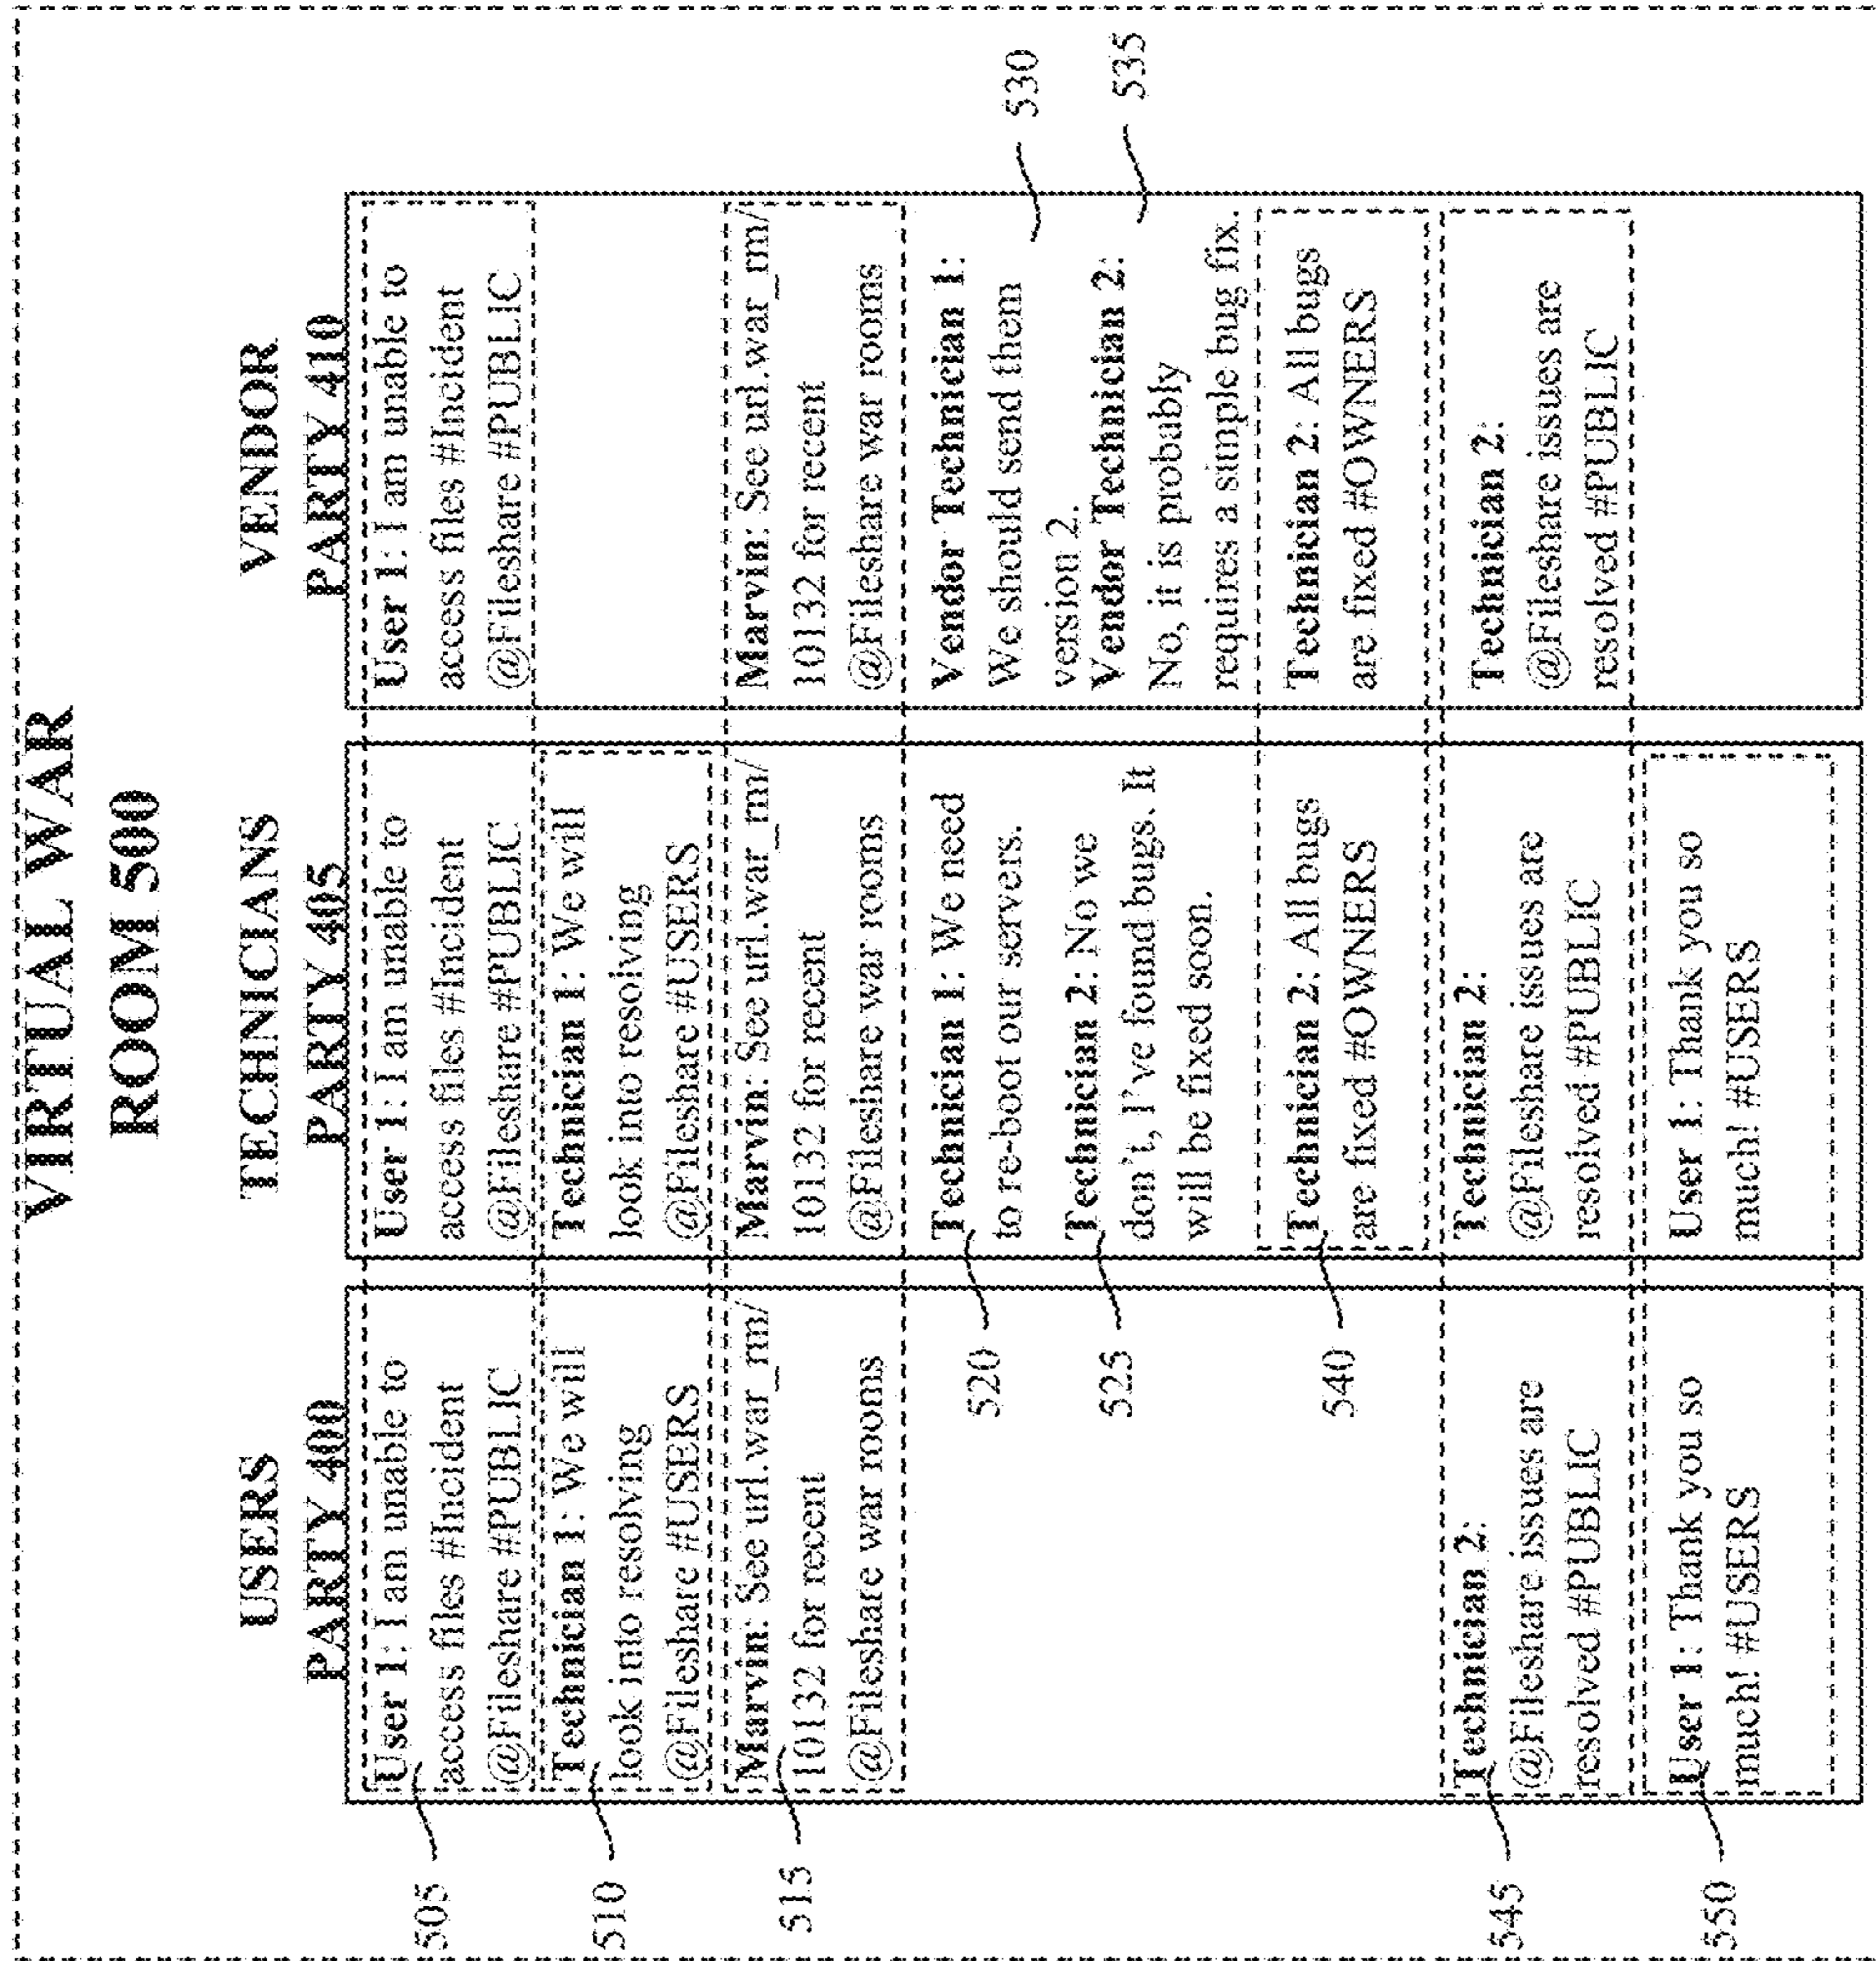 VIRTUAL WAR
ROOM 500
USERS
PARTY 400
505
User 1: I am unable to
access files #Incident
@Fileshare #PUBLIC
510
Technician 1: We will
look into resolving
@Fileshare #USERS
515
Marvin: See url.war_rm/
10132 for recent
@Fileshare war rooms
545
Technician 2:
@Fileshare issues are
resolved #PUBLIC
550
User 1: Thank you so
much! #USERS
TECHNICIANS
PARTY 405
User 1: I am unable to
access files #Incident
@Fileshare #PUBLIC
Technician 1: We will
look into resolving
@Fileshare #USERS
Marvin: See url.war_rm/
10132 for recent
@Fileshare war rooms
520
Technician 1: We need
to re-boot our servers.
525
Technician 2: No we
don't, I've found bugs. It
will be fixed soon.
540
Technician 2: All bugs
are fixed #OWNERS
Technician 2:
@Fileshare issues are
resolved #PUBLIC
User 1: Thank you so
much! #USERS
VENDOR
PARTY 410
User 1: I am unable to
access files #Incident
@Fileshare #PUBLIC
Marvin: See url.war_rm/
10132 for recent
@Fileshare war rooms
Vendor Technician 1:
We should send them
version 2.
530
Vendor Technician 2:
No, it is probably
requires a simple bug fix.
535
Technician 2: All bugs
are fixed #OWNERS
Technician 2:
@Fileshare issues are
resolved #PUBLIC